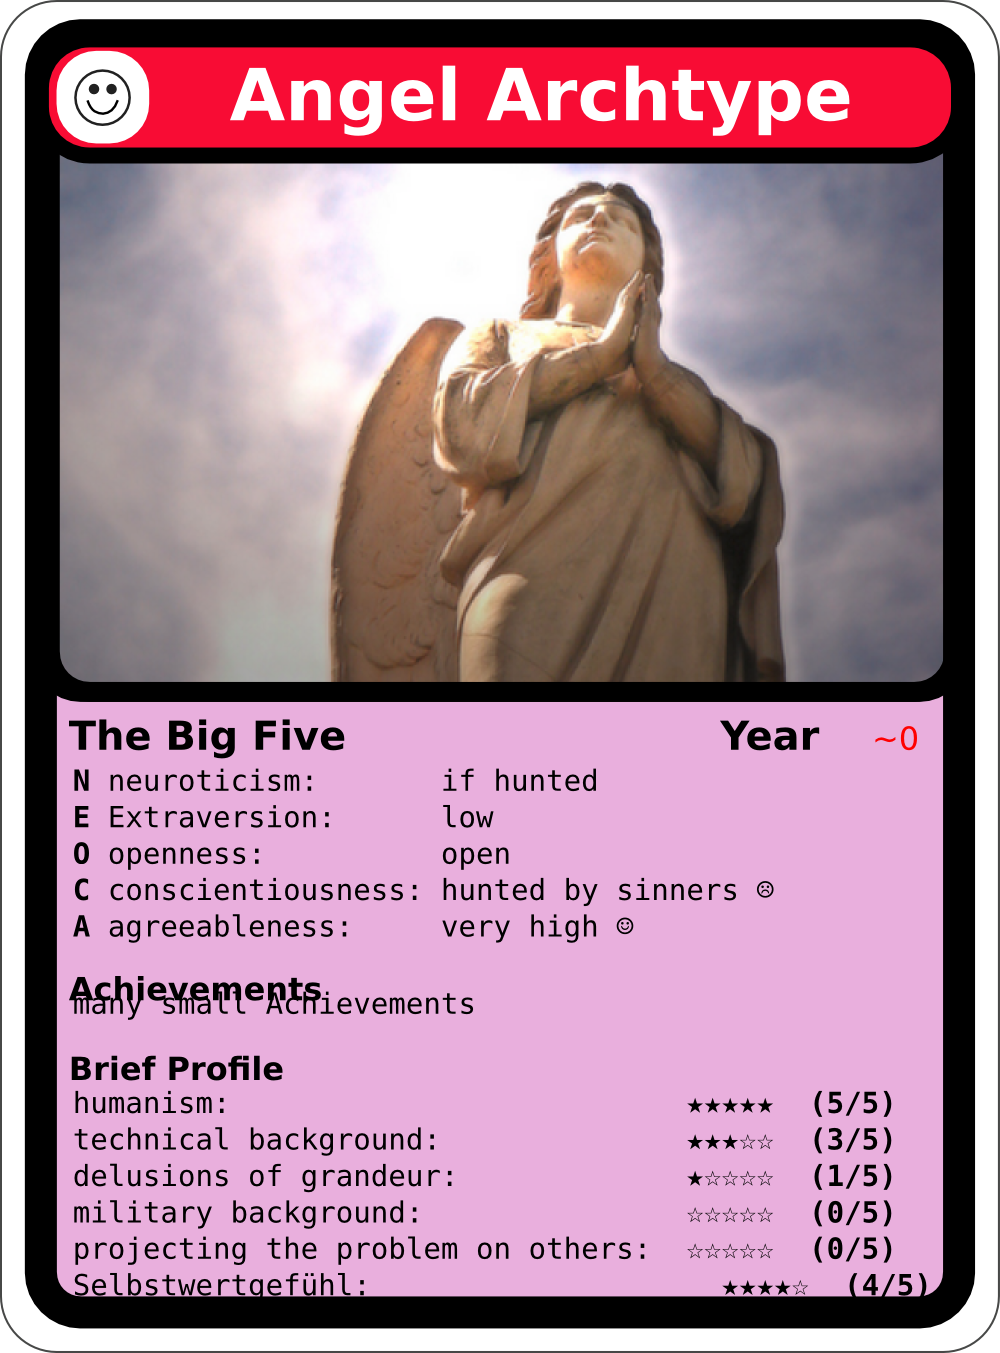 Angel Archtype
The Big Five Year ~0
N neuroticism: if hunted
E Extraversion: low
O openness: open
C conscientiousness: hunted by sinners ☹
A agreeableness: very high ☺
Achievements
many small Achievements
Brief Profile
humanism: ★★★★★ (5/5)
technical background: ★★★☆☆ (3/5)
delusions of grandeur: ★☆☆☆☆ (1/5)
military background: ☆☆☆☆☆ (0/5)
projecting the problem on others: ☆☆☆☆☆ (0/5)
Selbstwertgefühl: ★★★★☆ (4/5)